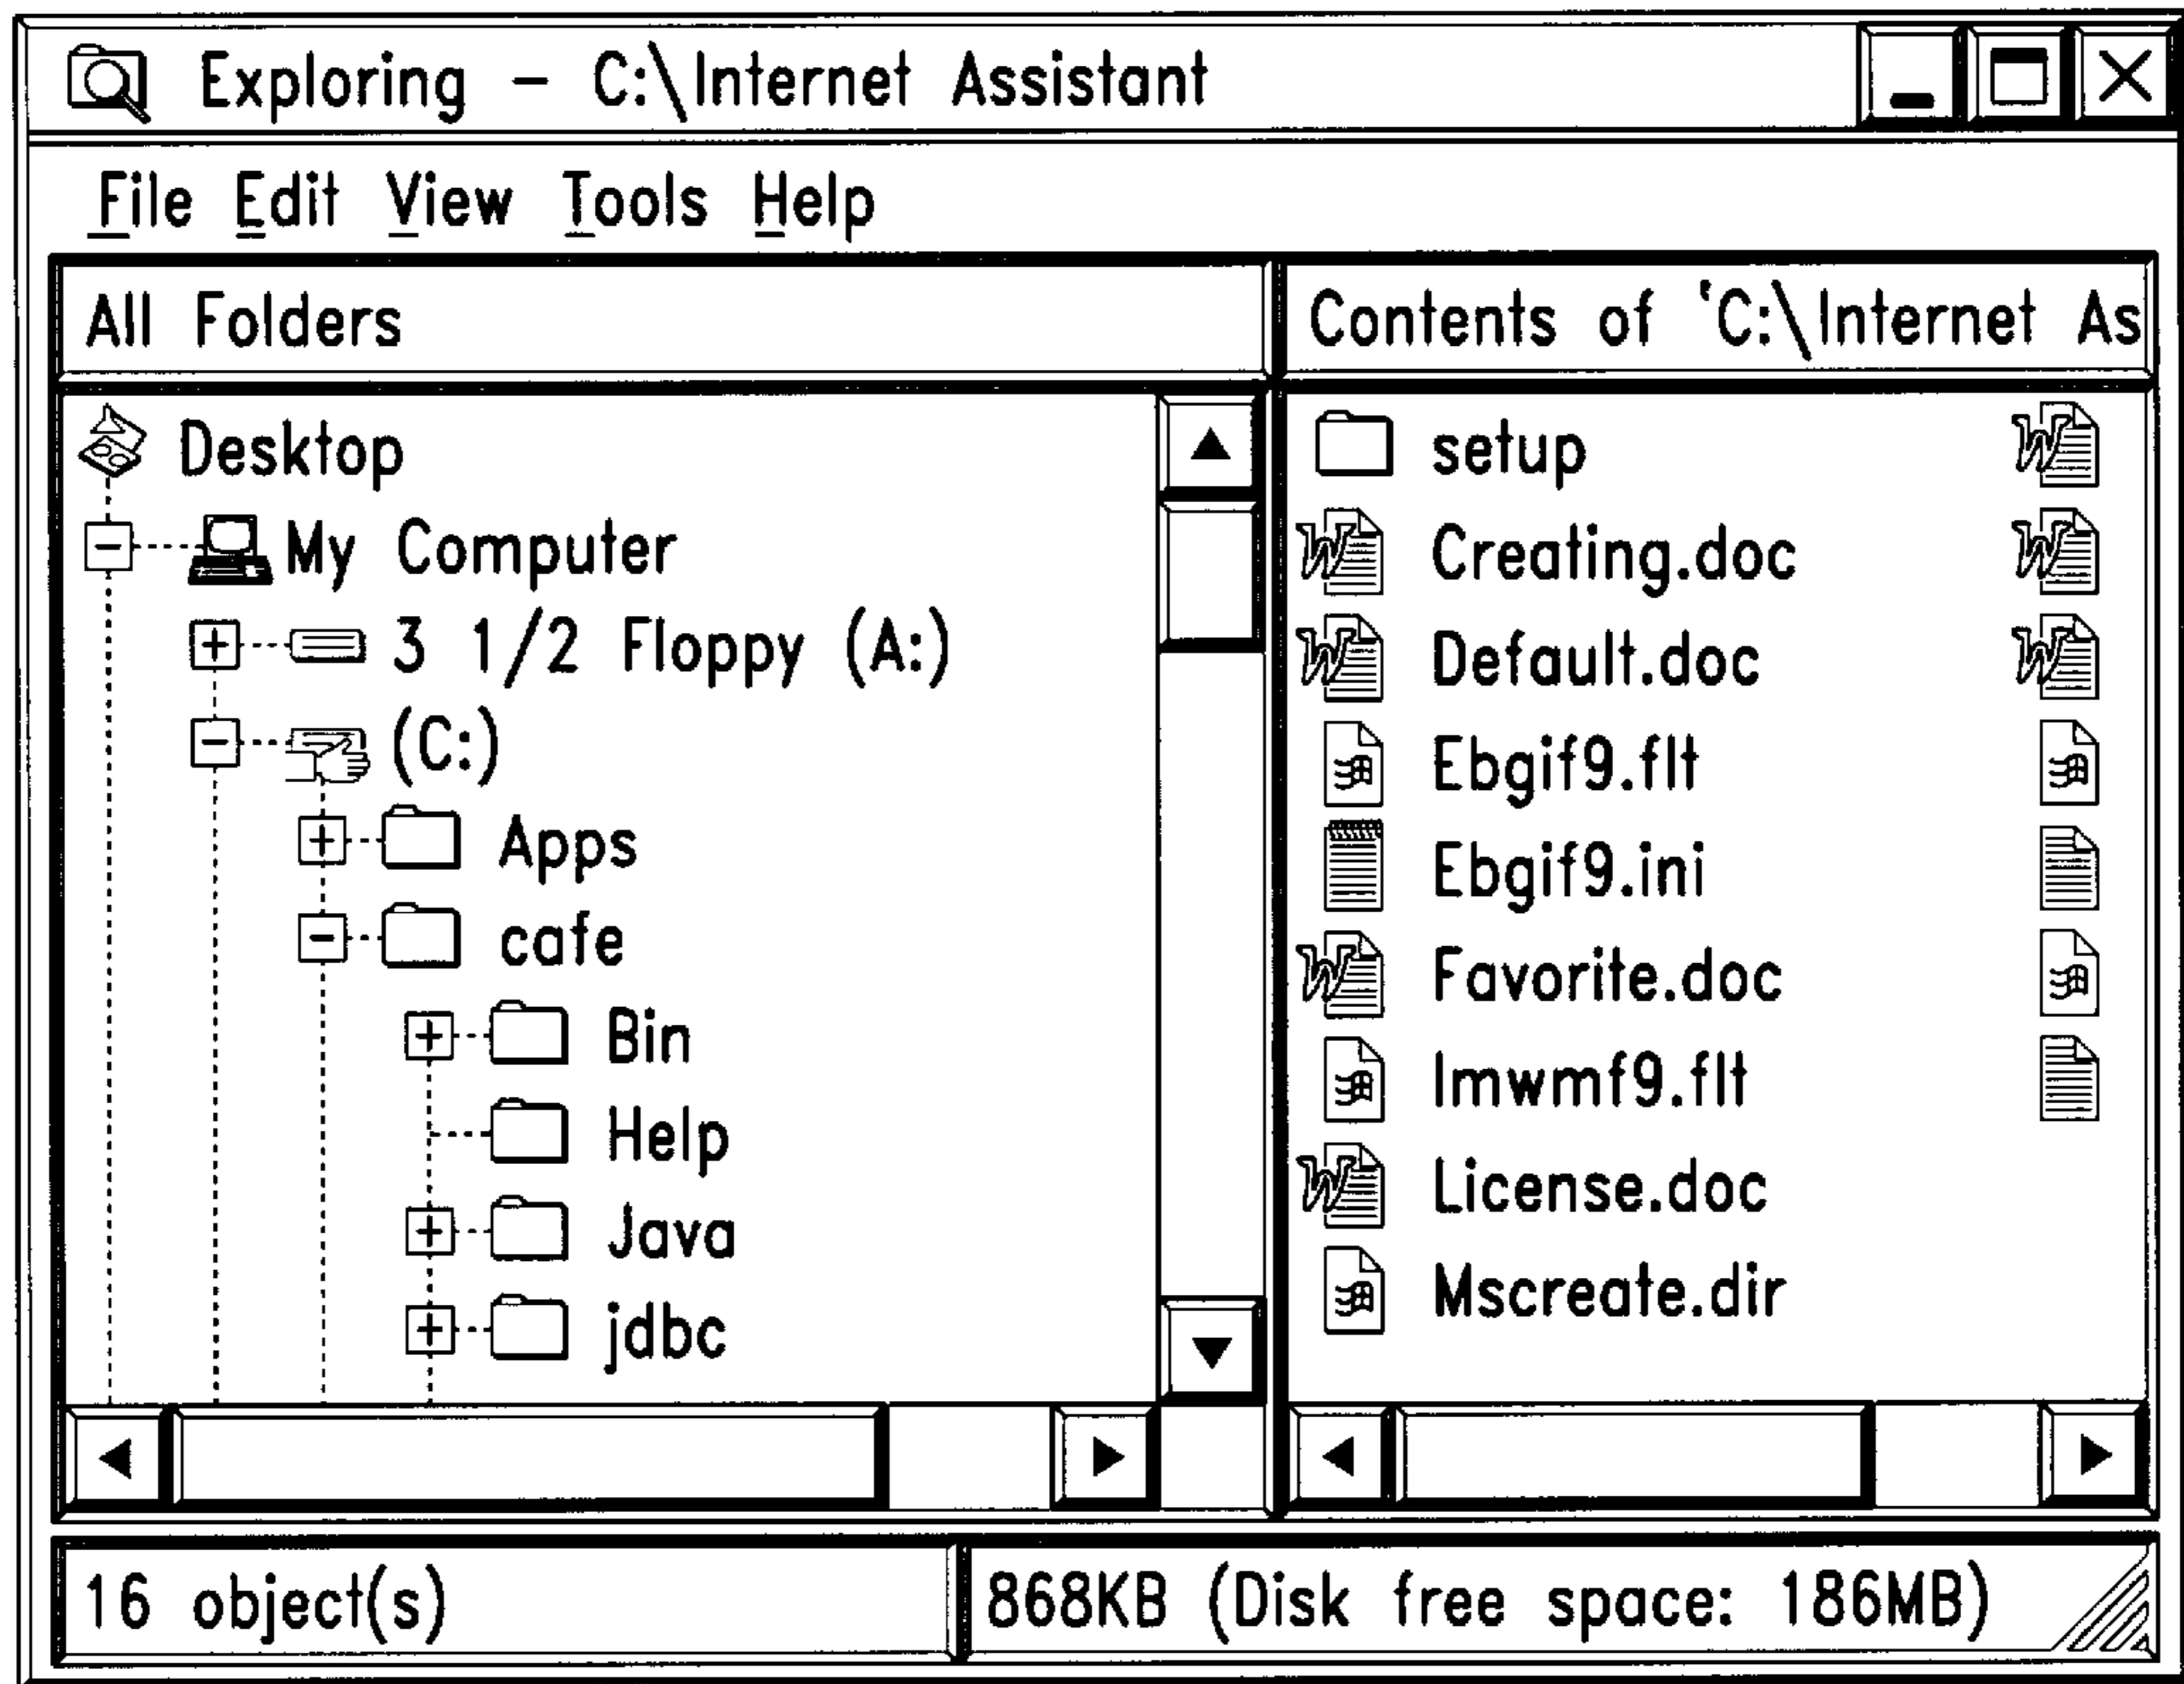 Exploring - C:\Internet Assistant
File Edit View Tools Help
All Folders
Contents of 'C:\Internet As
Desktop
My Computer
3 1/2 Floppy (A:)
(C:)
Apps
cafe
Bin
Help
Java
jdbc
setup
Creating.doc
Default.doc
Ebgif9.flt
Ebgif9.ini
Favorite.doc
Imwmf9.flt
License.doc
Mscreate.dir
16 object(s)
868KB (Disk free space: 186MB)